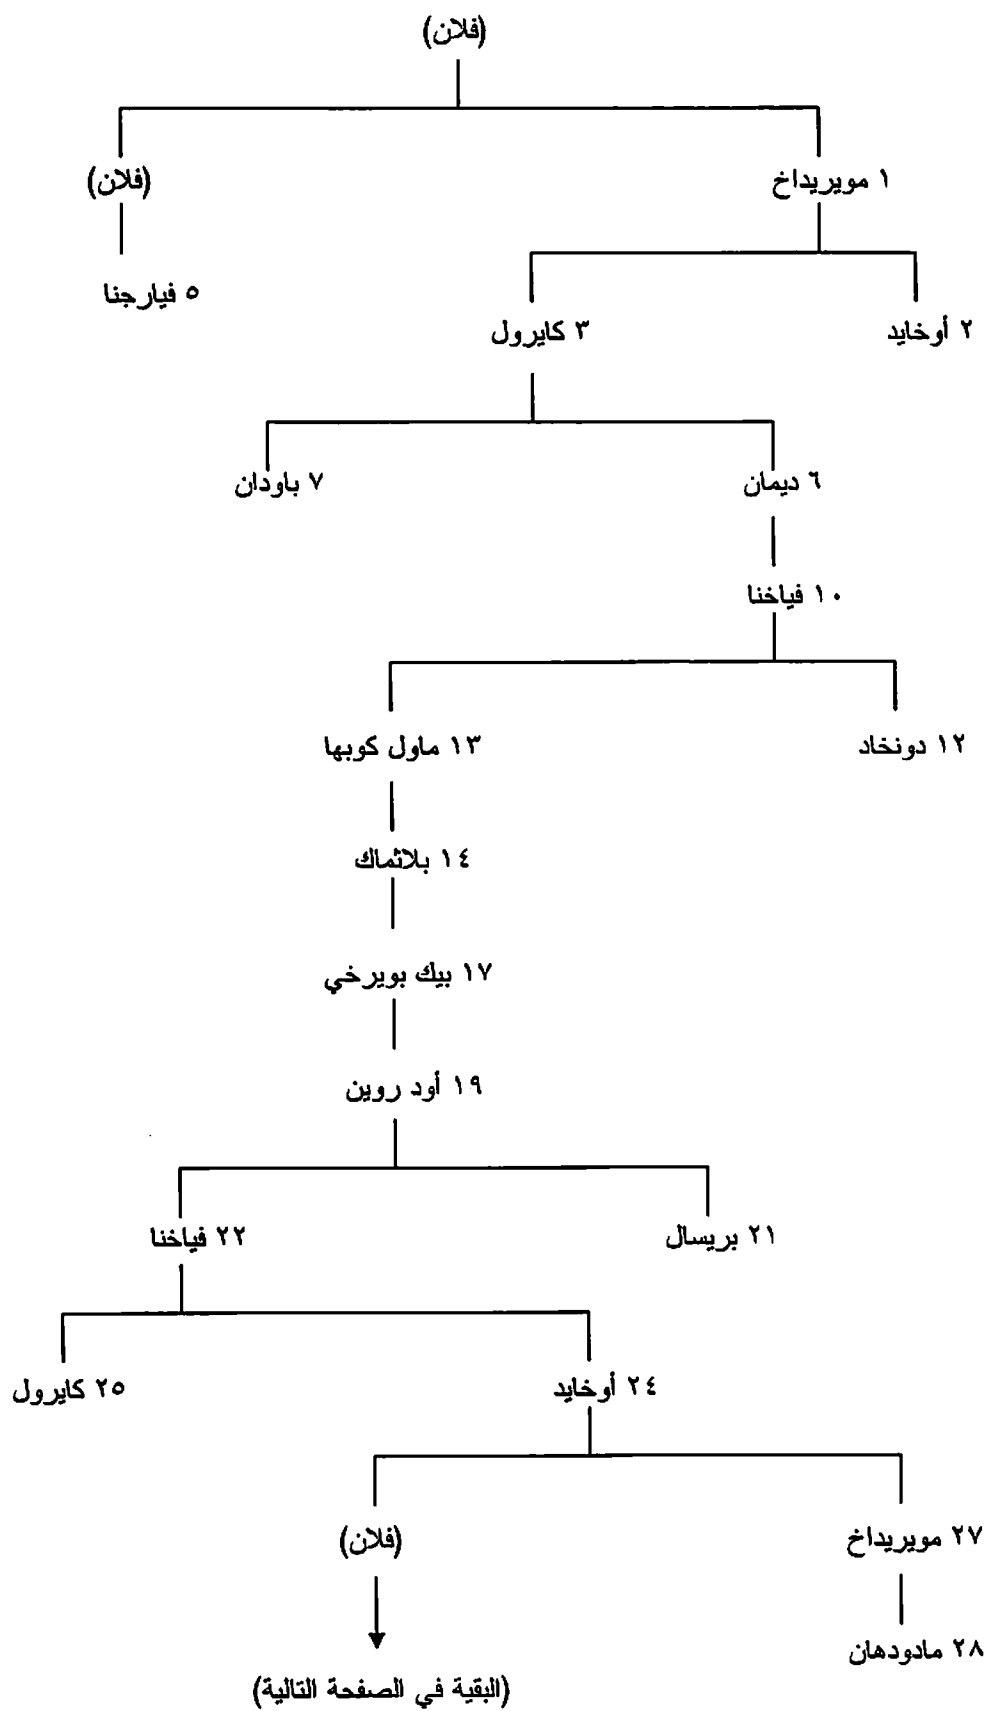 (فلان)
١ مويريداخ
(فلان)
٥ فيارجنا
٢ أوخايد
٣ كايرول
٦ ديمان
٧ باودان
١٠ فياخنا
١٢ دونخاد
١٣ ماول كوبها
١٤ بلاثماك
١٧ بيك بويرخي
١٩ أود روين
٢١ بريسال
٢٢ فياخنا
٢٤ أوخايد
٢٥ كايرول
٢٧ مويريداخ
(فلان)
٢٨ مادودهان
(البقية في الصفحة التالية)